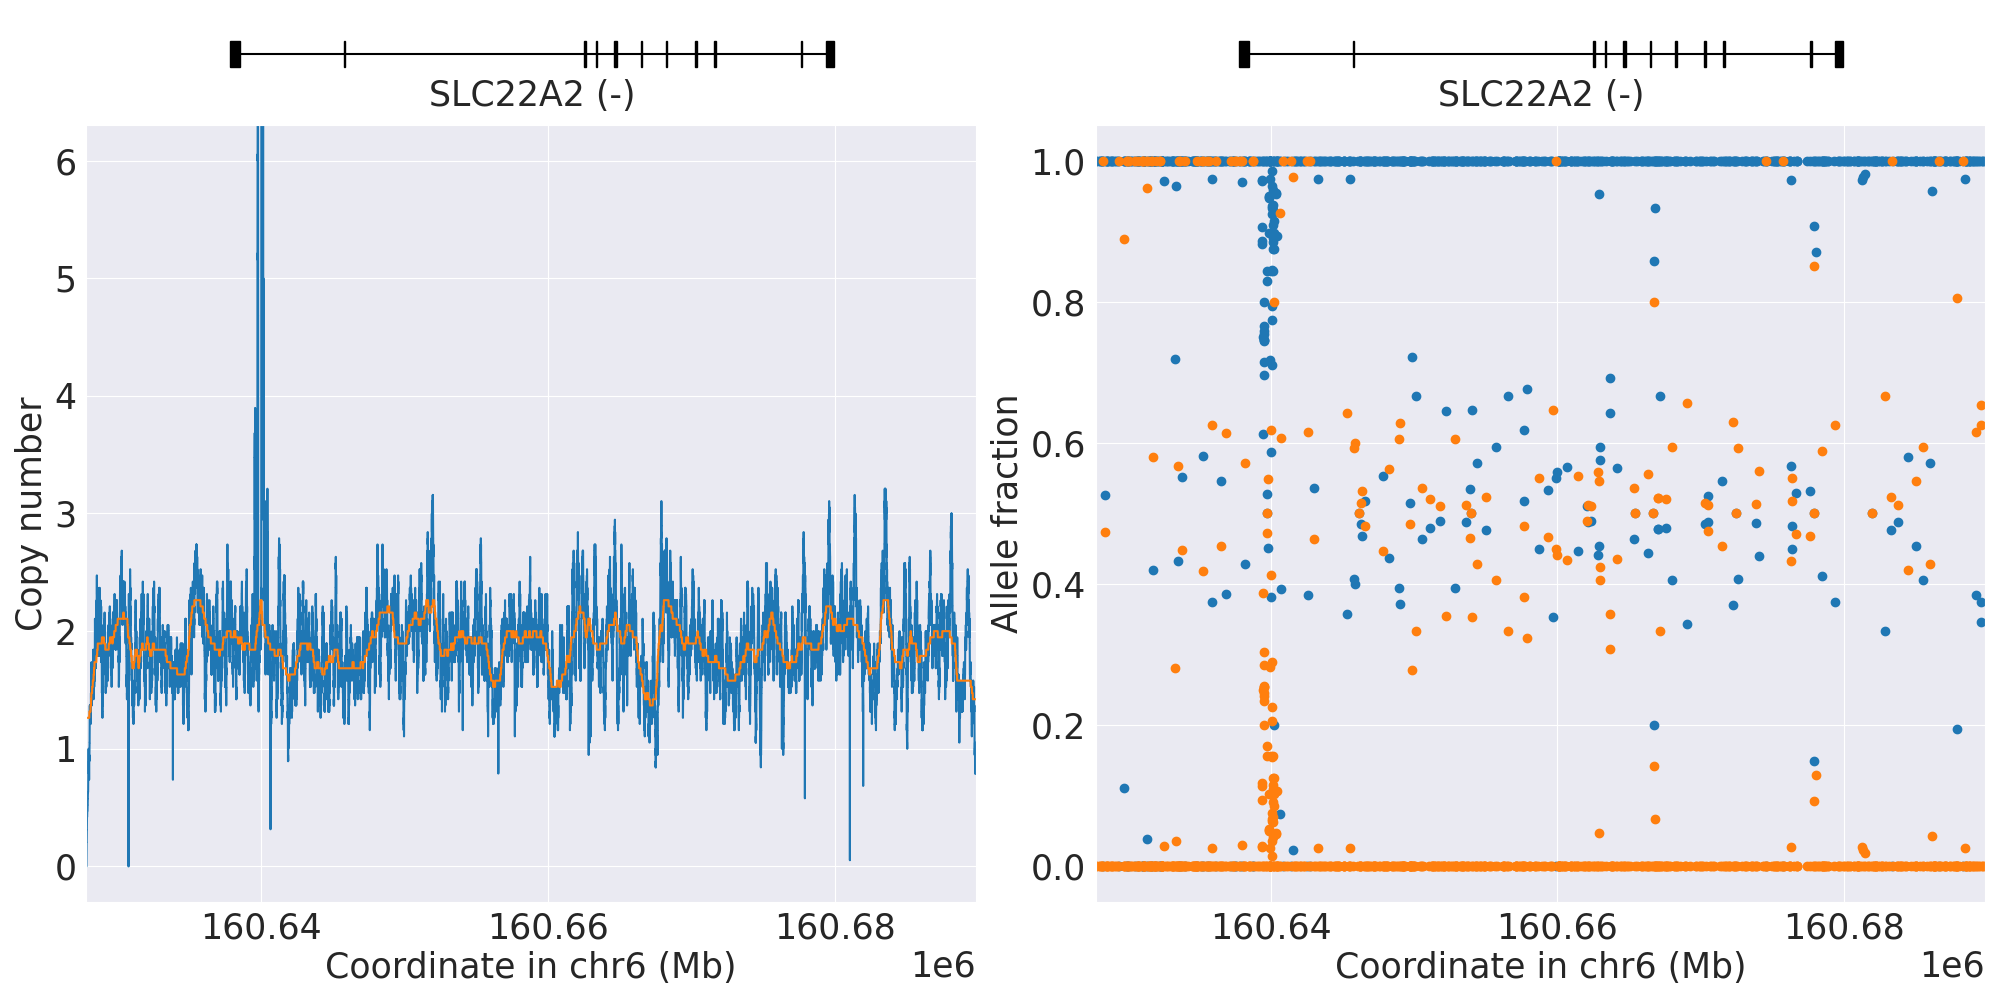 SLC22A2 (-)
6
5
4
3
2
1
0
Copy number
160.64
160.66
160.68
1e6
Coordinate in chr6 (Mb)
SLC22A2 (-)
1.0
0.8
0.6
0.4
0.2
0.0
Allele fraction
160.64
160.66
160.68
1e6
Coordinate in chr6 (Mb)